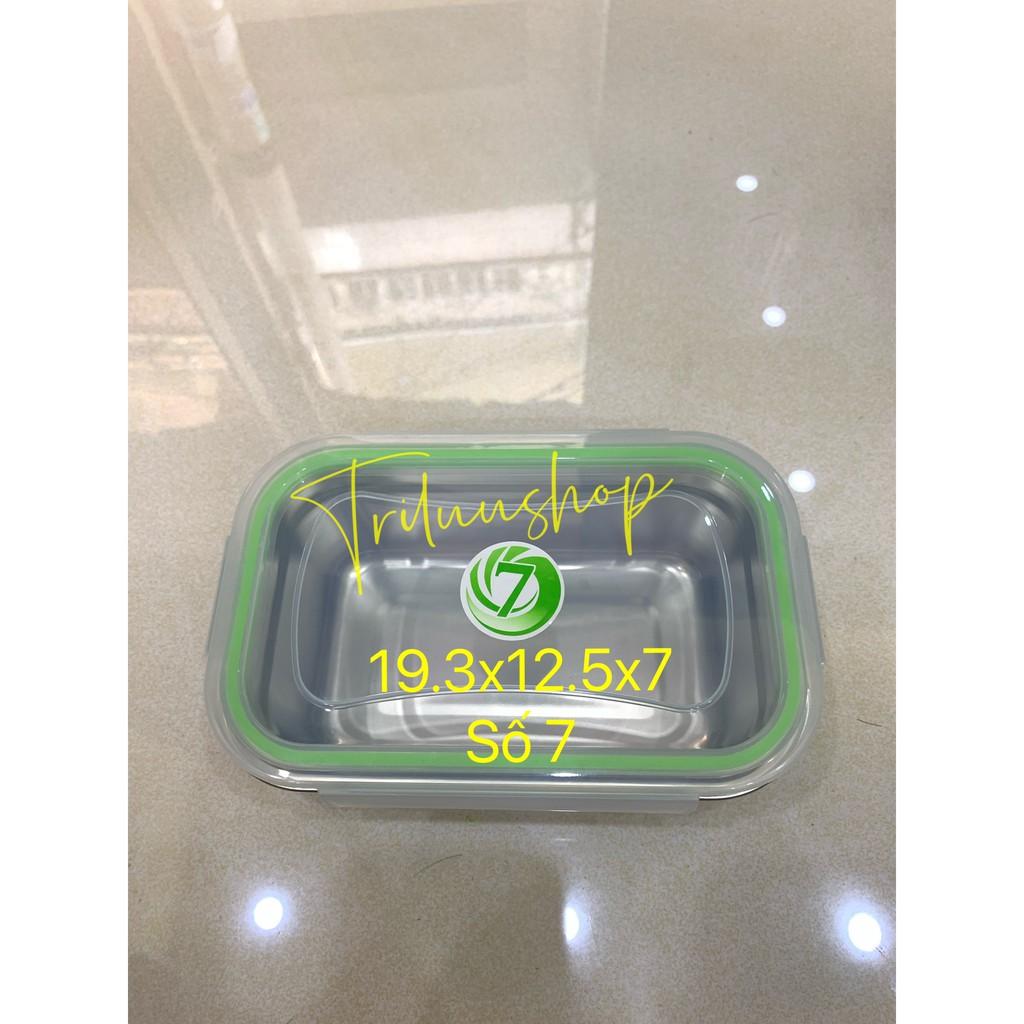 Triluushop
7
19.3x12.5x7
Số 7